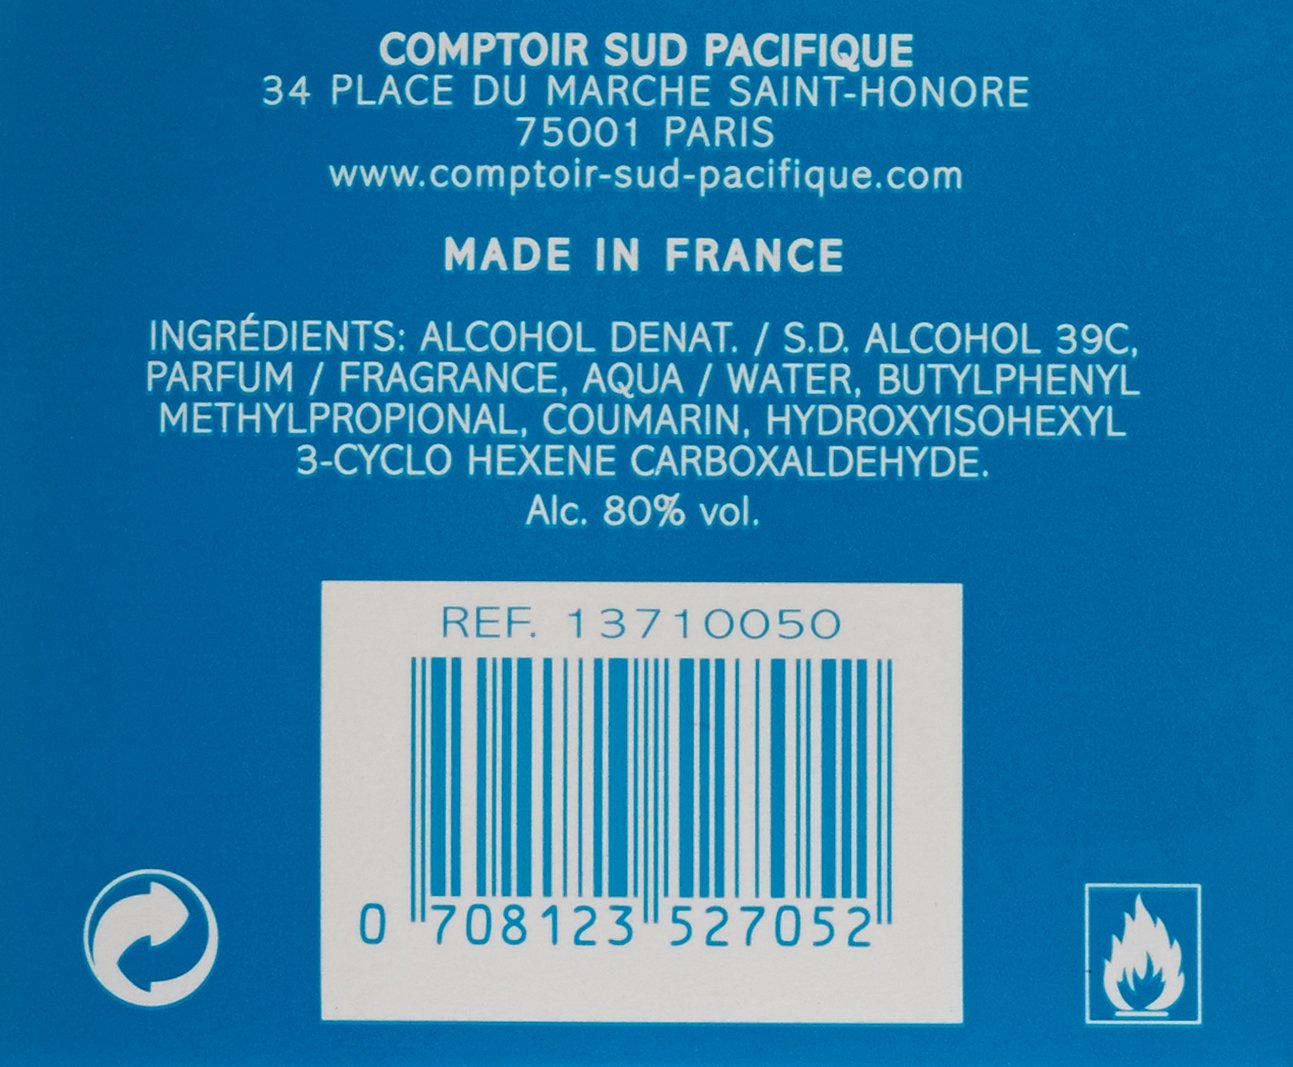 COMPTOIR SUD PACIFIQUE
34 PLACE DU MARCHE SAINT-HONORE
75001 PARIS
www.comptoir-sud-pacifique.com
MADE IN FRANCE
INGRÉDIENTS: ALCOHOL DENAT. / S.D. ALCOHOL 39C,
PARFUM / FRAGRANCE, AQUA / WATER, BUTYLPHENYL
METHYLPROPIONAL, COUMARIN, HYDROXYISOHEXYL
3-CYCLO HEXENE CARBOXALDEHYDE.
Alc. 80% vol.
REF. 13710050
0 708123 527052